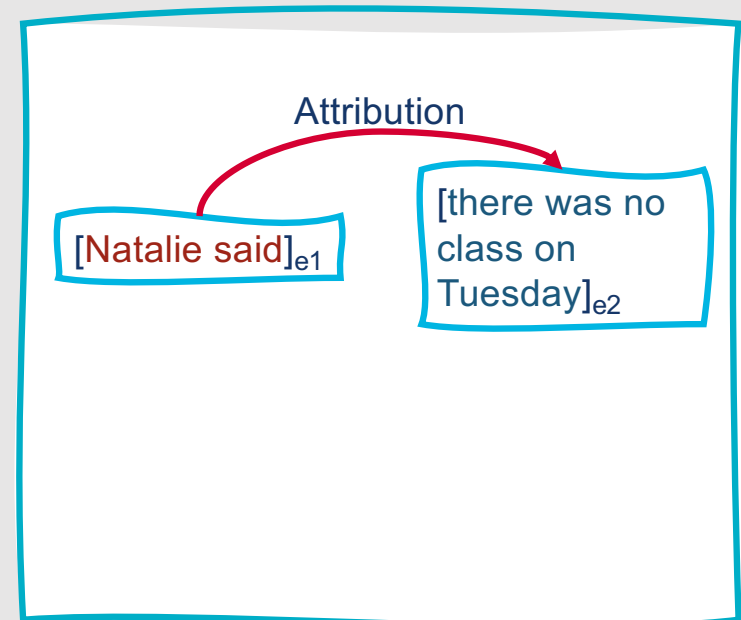 Attribution
[Natalie said]e1
[there was no
class on
Tuesday]e2